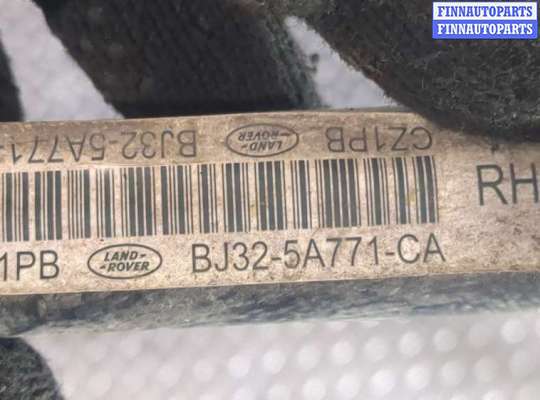 FINNAUTOPARTS
FINNAUTOPARTS
BJ32-5A771-
LAND-
ROVER
CZ1PB
RH
1PB
LAND-
-ROVER
BJ32-5A771-CA